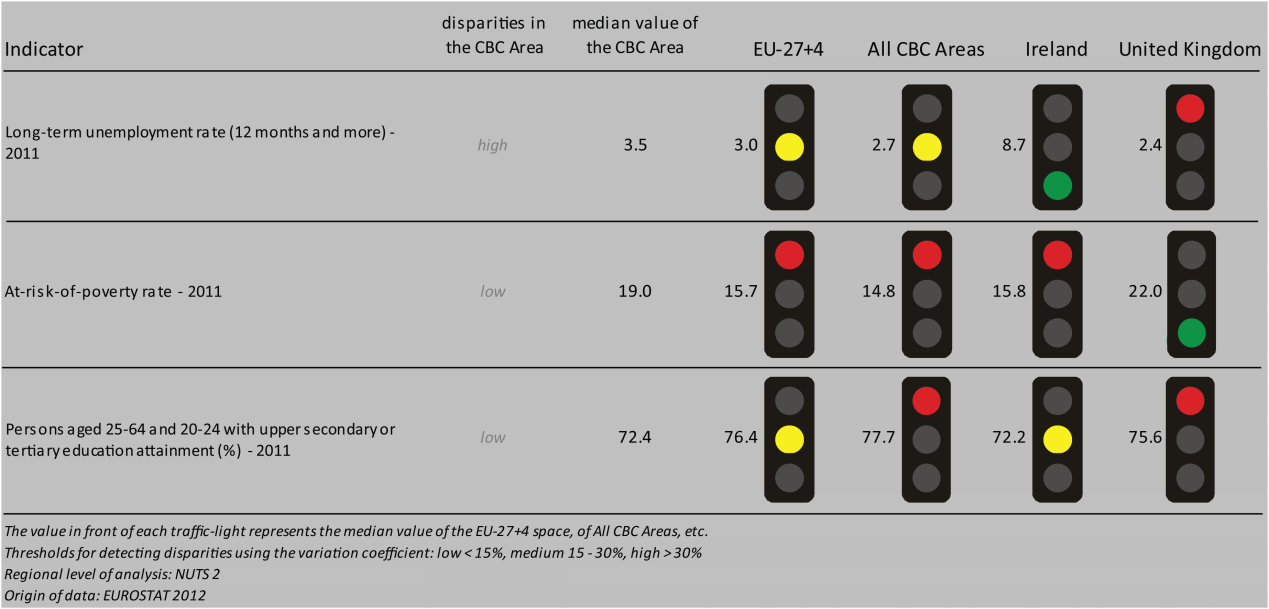 Indicator disparities in the CBC Area median value of the CBC Area EU-27+4 All CBC Areas Ireland United Kingdom
Long-term unemployment rate (12 months and more) -
2011 high 3.5 3.0 2.7 8.7 2.4
At-risk-of-poverty rate - 2011 low 19.0 15.7 14.8 15.8 22.0
Persons aged 25-64 and 20-24 with upper secondary or
tertiary education attainment (%) - 2011 low 72.4 76.4 77.7 72.2 75.6
The value in front of each traffic-light represents the median value of the EU-27+4 space, of All CBC Areas, etc.
Thresholds for detecting disparities using the variation coefficient: low < 15%, medium 15 - 30%, high > 30%
Regional level of analysis: NUTS 2
Origin of data: EUROSTAT 2012